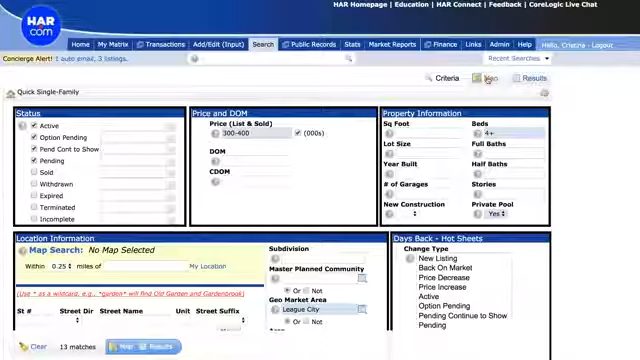 HAR Homepage | Education | HAR Connect | Feedback | CoreLogic Live Chat
HAR
com
Home My Matrix Transactions Add/Edit (Input) Search Public Records Stats Market Reports Finance Links Admin Help Hello, Cristina - Logout
Concierge Alert! 1 auto email, 3 listings.
Recent Searches
Criteria Map Results
Quick Single-Family
Status
Active
Option Pending
Pend Cont to Show
Pending
Sold
Withdrawn
Expired
Terminated
Incomplete
Price and DOM
Price (List & Sold)
300-400 (000s)
DOM
CDOM
Property Information
Sq Foot Beds
4+
Lot Size Full Baths
Year Built Half Baths
# of Garages Stories
New Construction Private Pool
Yes
Location Information
Map Search: No Map Selected
Within 0.25 miles of My Location
(Use * as a wildcard, e.g., *garden* will find Old Garden and Gardenbrook)
St # Street Dir Street Name Unit Street Suffix
Subdivision
Master Planned Community
Or Not
Geo Market Area
League City
Or Not
Days Back - Hot Sheets
Change Type
New Listing
Back On Market
Price Decrease
Price Increase
Active
Option Pending
Pending Continue to Show
Pending
Clear 13 matches Map Results